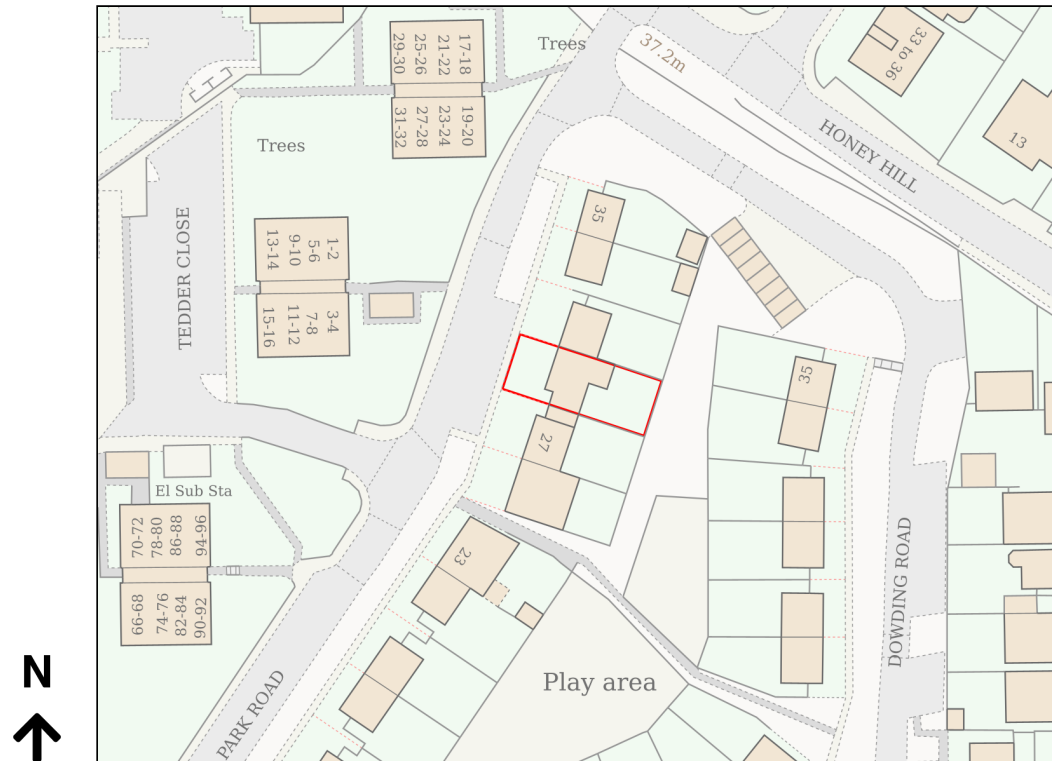 Trees
37.2m
33 to 36
17-18
21-22
25-26
29-30
19-20
23-24
27-28
31-32
13
HONEY HILL
Trees
35
TEDDER CLOSE
1-2
5-6
9-10
13-14
3-4
7-8
11-12
15-16
35
27
El Sub Sta
70-72
78-80
86-88
94-96
66-68
74-76
82-84
90-92
23
DOWDING ROAD
Play area
PARK ROAD
N